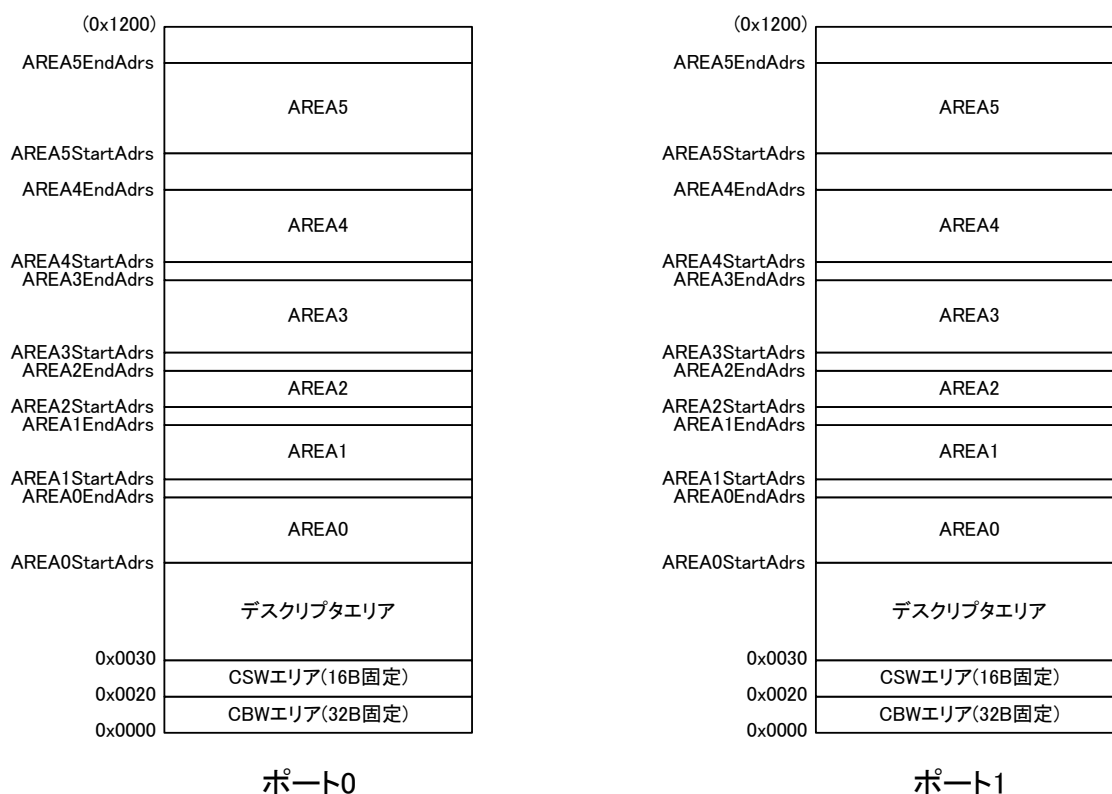 (0x1200)
AREA5EndAdrs
AREA5
AREA5StartAdrs
AREA4EndAdrs
AREA4
AREA4StartAdrs
AREA3EndAdrs
AREA3
AREA3StartAdrs
AREA2EndAdrs
AREA2
AREA2StartAdrs
AREA1EndAdrs
AREA1
AREA1StartAdrs
AREA0EndAdrs
AREA0
AREA0StartAdrs
デスクリプタエリア
0x0030
CSWエリア(16B固定)
0x0020
CBWエリア(32B固定)
0x0000
ポート0
(0x1200)
AREA5EndAdrs
AREA5
AREA5StartAdrs
AREA4EndAdrs
AREA4
AREA4StartAdrs
AREA3EndAdrs
AREA3
AREA3StartAdrs
AREA2EndAdrs
AREA2
AREA2StartAdrs
AREA1EndAdrs
AREA1
AREA1StartAdrs
AREA0EndAdrs
AREA0
AREA0StartAdrs
デスクリプタエリア
0x0030
CSWエリア(16B固定)
0x0020
CBWエリア(32B固定)
0x0000
ポート1